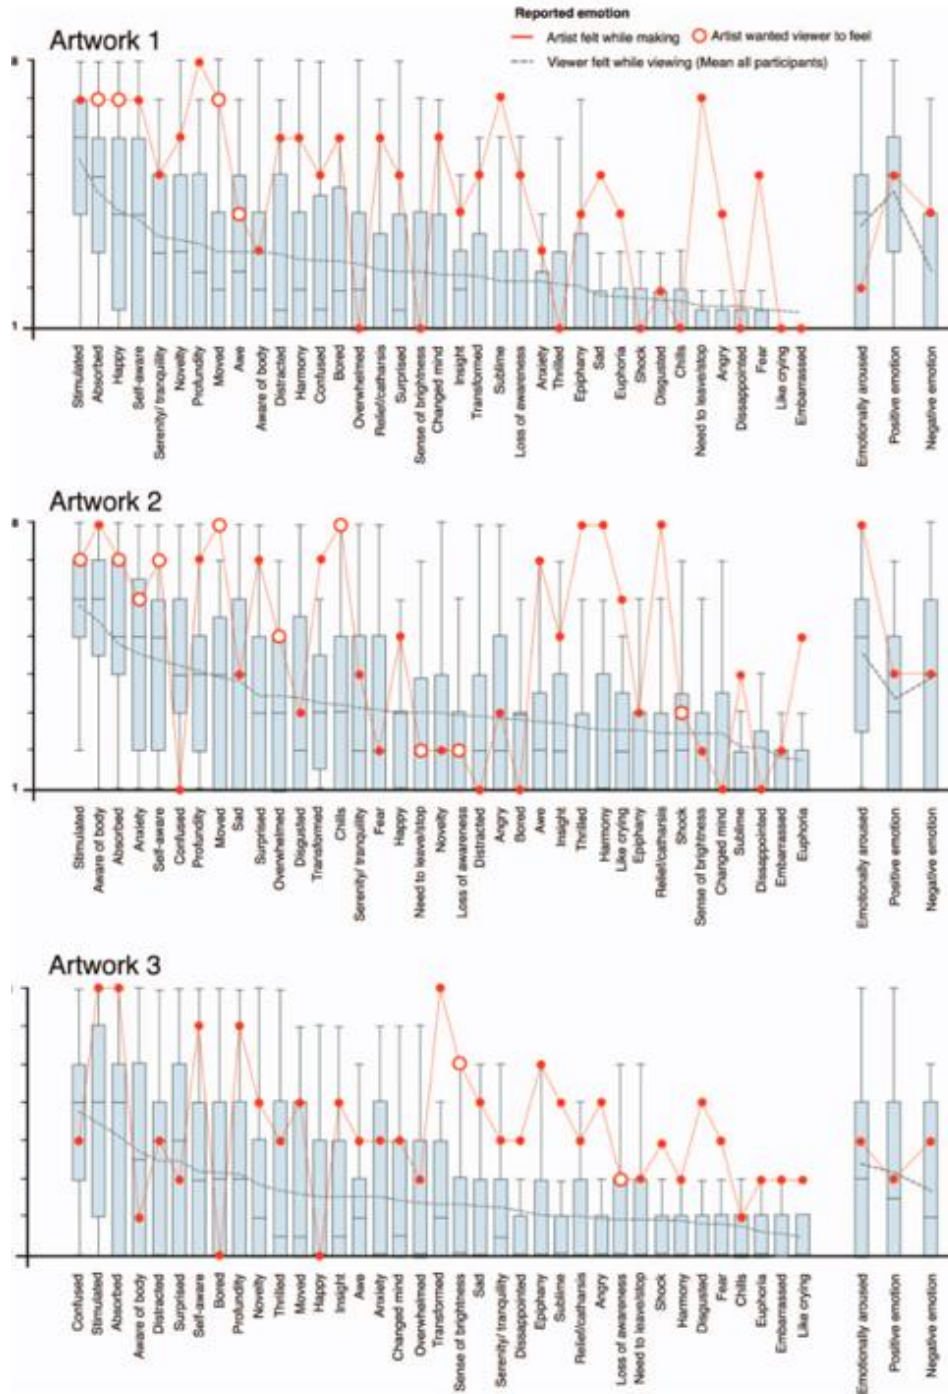 Reported emotion
Artist felt while making
Artist wanted viewer to feel
Viewer felt while viewing (Mean all participants)
Artwork 1
8
1
Stimulated
Absorbed
Happy
Self-aware
Serenity/ tranquility
Novelty
Profundity
Moved
Awe
Aware of body
Distracted
Harmony
Confused
Bored
Overwhelmed
Relief/catharsis
Surprised
Sense of brightness
Changed mind
Insight
Transformed
Sublime
Loss of awareness
Anxiety
Thrilled
Epiphany
Sad
Euphoria
Shock
Disgusted
Chills
Need to leave/stop
Angry
Dissappointed
Fear
Like crying
Embarrassed
Emotionally aroused
Positive emotion
Negative emotion
Artwork 2
8
1
Stimulated
Aware of body
Absorbed
Anxiety
Self-aware
Confused
Profundity
Moved
Sad
Surprised
Overwhelmed
Disgusted
Transformed
Chills
Serenity/ tranquility
Fear
Happy
Need to leave/stop
Novelty
Loss of awareness
Distracted
Angry
Bored
Awe
Insight
Thrilled
Harmony
Like crying
Epiphany
Relief/catharsis
Shock
Sense of brightness
Changed mind
Sublime
Dissappointed
Embarrassed
Euphoria
Emotionally aroused
Positive emotion
Negative emotion
Artwork 3
Confused
Stimulated
Absorbed
Aware of body
Distracted
Surprised
Self-aware
Bored
Profundity
Novelty
Thrilled
Moved
Happy
Insight
Awe
Anxiety
Changed mind
Overwhelmed
Transformed
Sense of brightness
Sad
Serenity/ tranquility
Dissappointed
Epiphany
Sublime
Relief/cathansis
Angry
Loss of awareness
Need to leave/stop
Shock
Harmony
Disgusted
Fear
Chills
Euphoria
Embarrassed
Like crying
Emotionally aroused
Positive emotion
Negative emotion